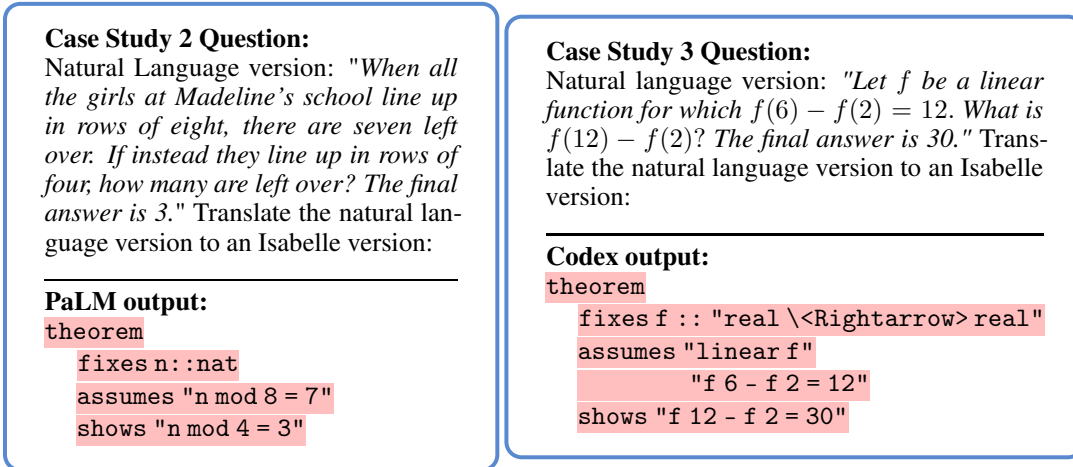 Case Study 2 Question:
Natural Language version: "When all
the girls at Madeline's school line up
in rows of eight, there are seven left
over. If instead they line up in rows of
four, how many are left over? The final
answer is 3." Translate the natural lan-
guage version to an Isabelle version:
PaLM output:
theorem
fixes n::nat
assumes "n mod 8 = 7"
shows "n mod 4 = 3"
Case Study 3 Question:
Natural language version: "Let f be a linear
function for which f(6) − f(2) = 12. What is
f(12) − f(2)? The final answer is 30." Trans-
late the natural language version to an Isabelle
version:
Codex output:
theorem
fixes f :: "real \<Rightarrow> real"
assumes "linear f"
"f 6 - f 2 = 12"
shows "f 12 - f 2 = 30"